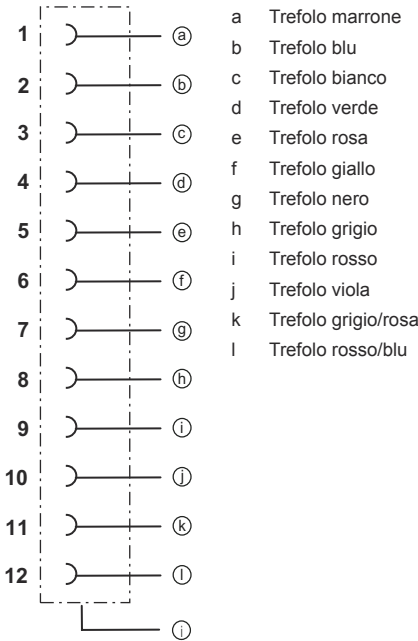 1 a
2 b
3 c
4 d
5 e
6 f
7 g
8 h
9 i
10 j
11 k
12 l
i
a Trefolo marrone
b Trefolo blu
c Trefolo bianco
d Trefolo verde
e Trefolo rosa
f Trefolo giallo
g Trefolo nero
h Trefolo grigio
i Trefolo rosso
j Trefolo viola
k Trefolo grigio/rosa
l Trefolo rosso/blu